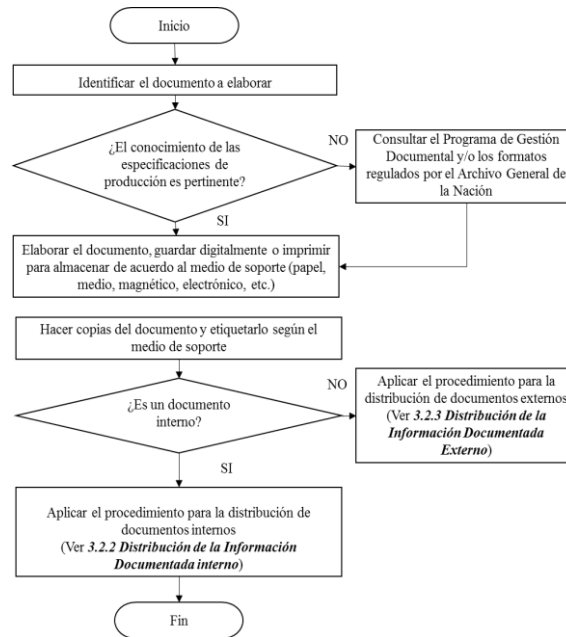 Inicio
Identificar el documento a elaborar
¿El conocimiento de las
especificaciones de
producción es pertinente?
NO
Consultar el Programa de Gestión
Documental y/o los formatos
regulados por el Archivo General de
la Nación
SI
Elaborar el documento, guardar digitalmente o imprimir
para almacenar de acuerdo al medio de soporte (papel,
medio, magnético, electrónico, etc.)
Hacer copias del documento y etiquetarlo según el
medio de soporte
¿Es un documento
interno?
NO
Aplicar el procedimiento para la
distribución de documentos externos
(Ver 3.2.3 Distribución de la
Información Documentada
Externo)
SI
Aplicar el procedimiento para la distribución de
documentos internos
(Ver 3.2.2 Distribución de la Información
Documentada interno)
Fin